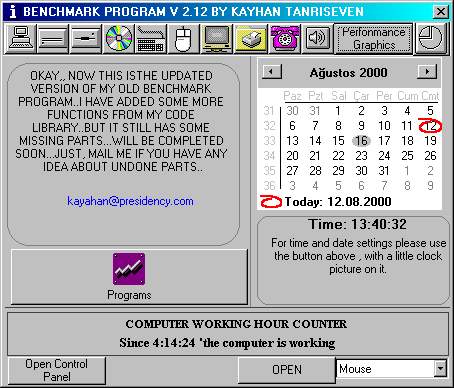 BENCHMARK PROGRAM V 2.12 BY KAYHAN TANRISEVEN
Performance
Graphics
OKAY,, NOW THIS ISTHE UPDATED
VERSION OF MY OLD BENCHMARK
PROGRAM..I HAVE ADDED SOME MORE
FUNCTIONS FROM MY CODE
LIBRARY..BUT IT STILL HAS SOME
MISSING PARTS...WILL BE COMPLETED
SOON...JUST, MAIL ME IF YOU HAVE ANY
IDEA ABOUT UNDONE PARTS..
kayahan@presidency.com
Programs
Ağustos 2000
Paz Pzt Sal Çar Per Cum Cmt
31 30 31 1 2 3 4 5
32 6 7 8 9 10 11 12
33 13 14 15 16 17 18 19
34 20 21 22 23 24 25 26
35 27 28 29 30 31 1 2
36 3 4 5 6 7 8 9
Today: 12.08.2000
Time: 13:40:32
For time and date settings please use
the button above , with a little clock
picture on it.
COMPUTER WORKING HOUR COUNTER
Since 4:14:24 'the computer is working
Open Control
Panel
OPEN
Mouse